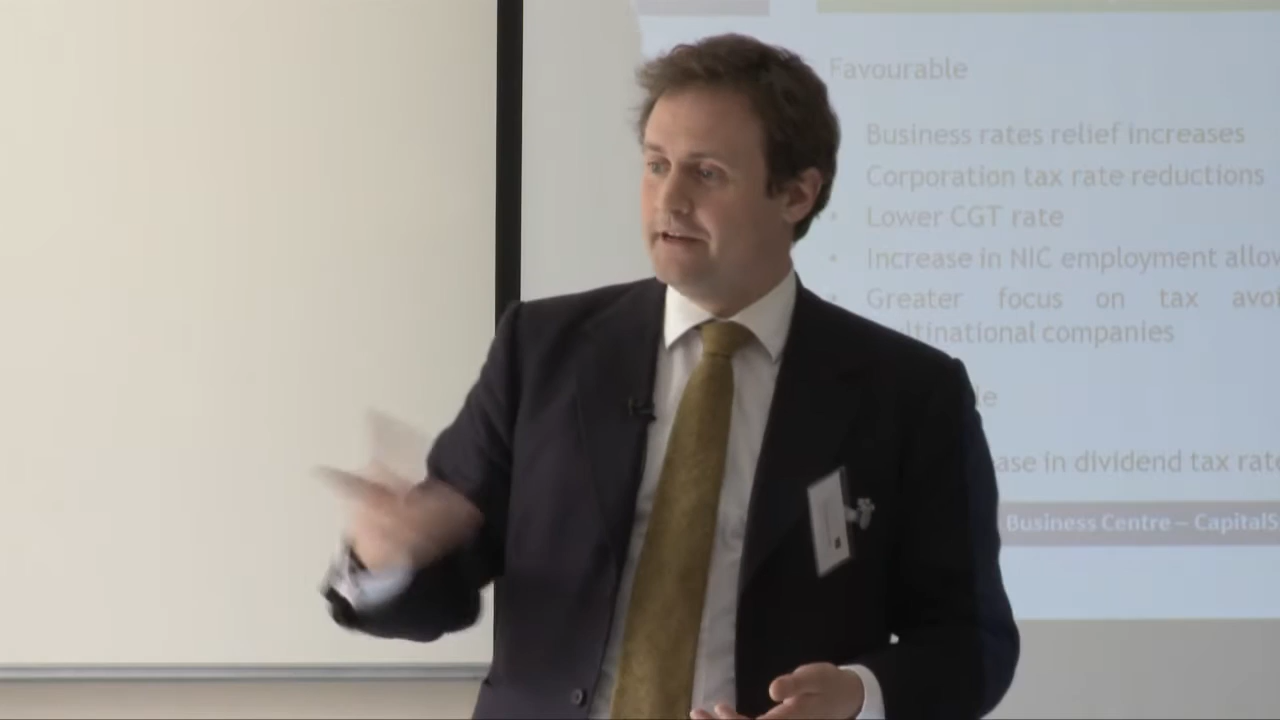 Favourable
Business rates relief increases
Corporation tax rate reductions
• Lower CGT rate
• Increase in NIC employment allow
• Greater focus on tax avoi
ltinational companies
le
ase in dividend tax rate
Business Centre – CapitalS